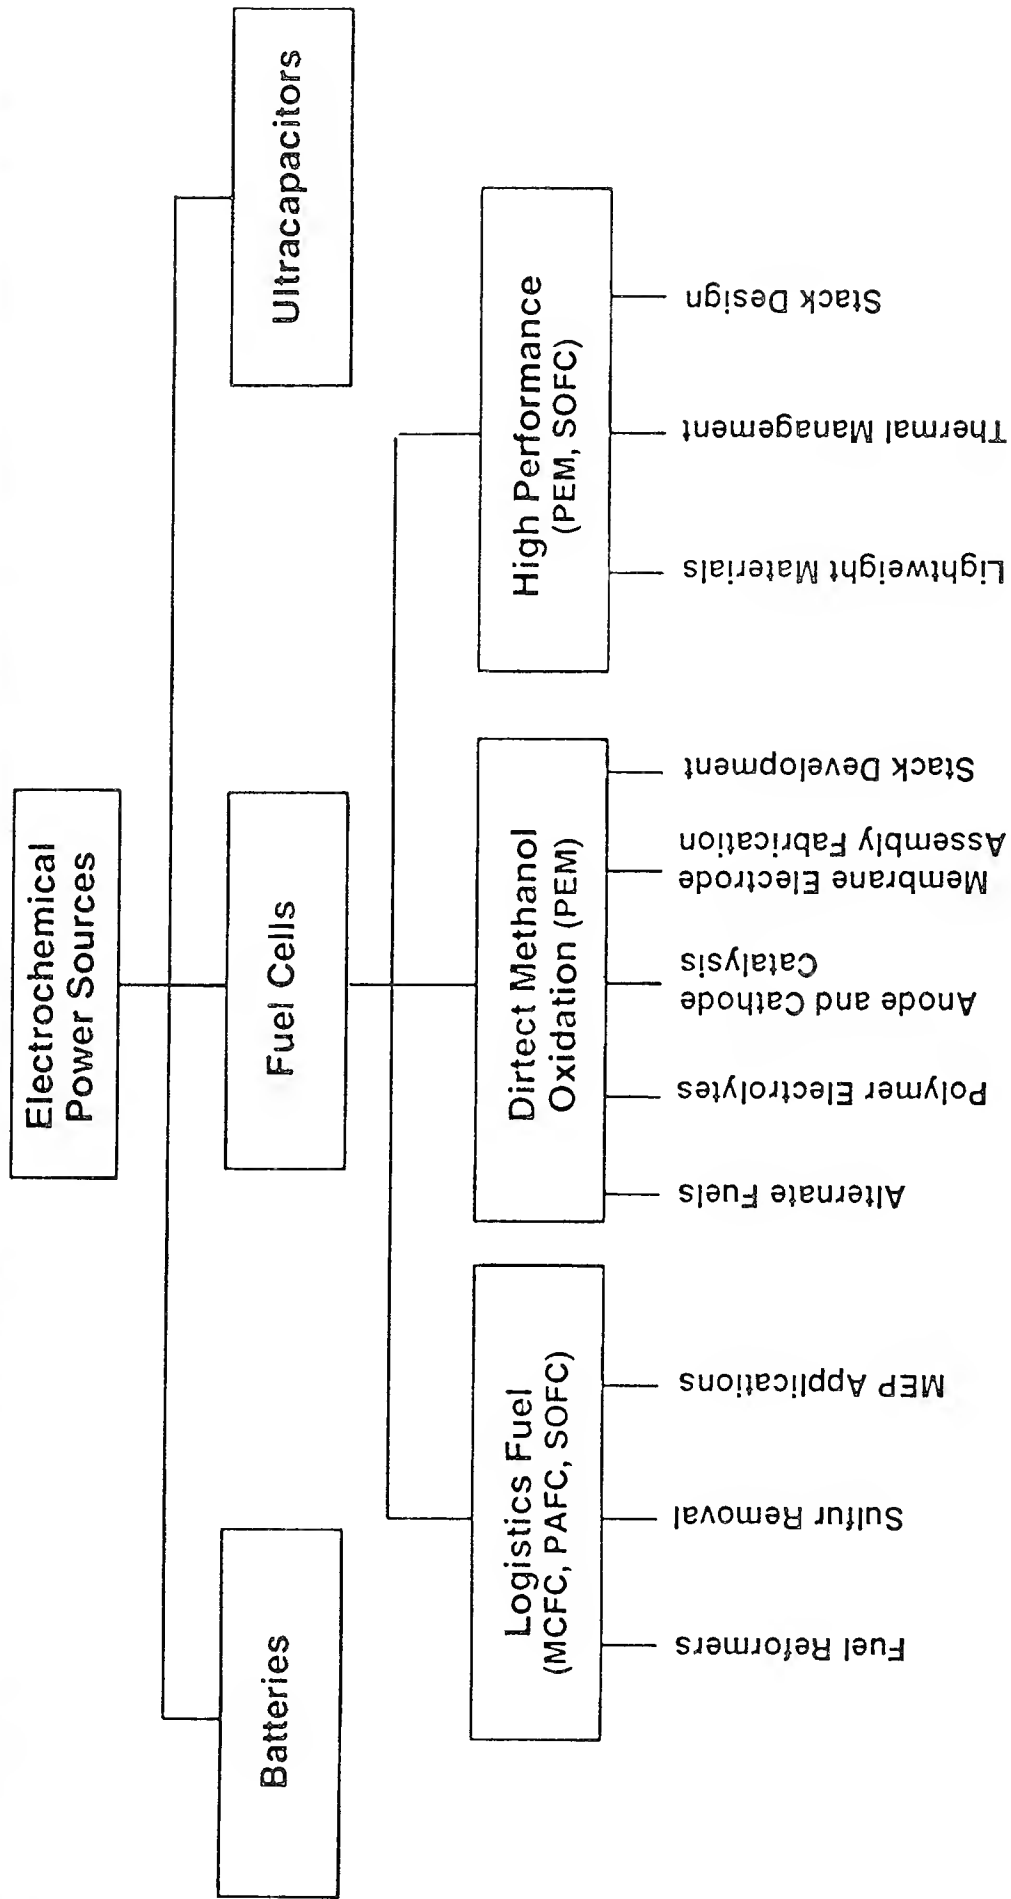 Electrochemical
Power Sources
Batteries
Fuel Cells
Ultracapacitors
Logistics Fuel
(MCFC, PAFC, SOFC)
Dirtect Methanol
Oxidation (PEM)
High Performance
(PEM, SOFC)
Fuel Reformers
Sulfur Removal
MEP Applications
Alternate Fuels
Polymer Electrolytes
Anode and Cathode
Catalysis
Membrane Electrode
Assembly Fabrication
Stack Development
Lightweight Materials
Thermal Management
Stack Design